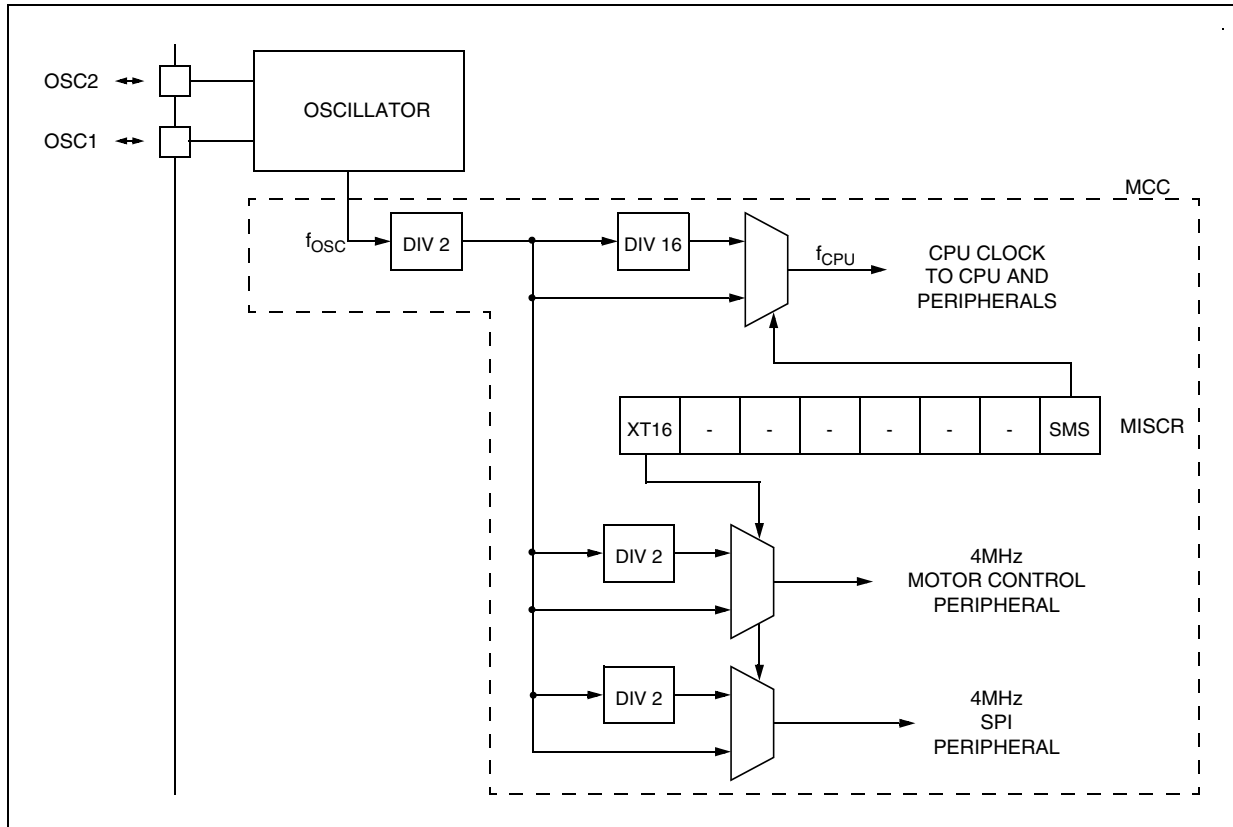 OSC2
OSCILLATOR
OSC1
MCC
fOSC
DIV 2
DIV 16
fCPU
CPU CLOCK
TO CPU AND
PERIPHERALS
XT16 - - - - - - SMS
MISCR
DIV 2
4MHz
MOTOR CONTROL
PERIPHERAL
DIV 2
4MHz
SPI
PERIPHERAL